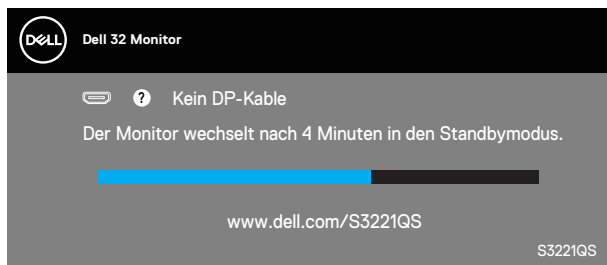 DELL
Dell 32 Monitor
? Kein DP-Kable
Der Monitor wechselt nach 4 Minuten in den Standbymodus.
www.dell.com/S3221QS
S3221QS